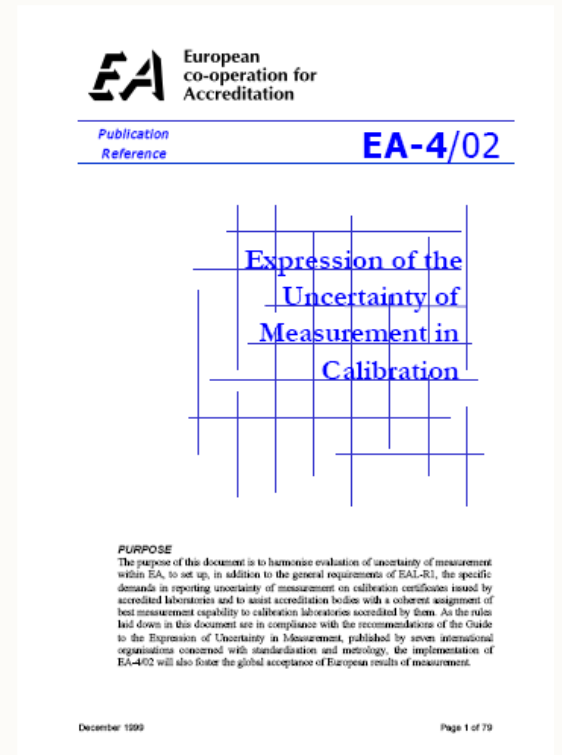 EA
European
co-operation for
Accreditation
Publication
Reference
EA-4/02
Expression of the
Uncertainty of
Measurement in
Calibration
PURPOSE
The purpose of this document is to harmonise evaluation of uncertainty of measurement
within EA, to set up, in addition to the general requirements of EAL-R1, the specific
demands in reporting uncertainty of measurement on calibration certificates issued by
accredited laboratories and to assist accreditation bodies with a coherent assignment of
best measurement capability to calibration laboratories accredited by them. As the rules
laid down in this document are in compliance with the recommendations of the Guide
to the Expression of Uncertainty in Measurement, published by seven international
organisations concerned with standardisation and metrology, the implementation of
EA-4/02 will also foster the global acceptance of European results of measurement.
December 1999
Page 1 of 79